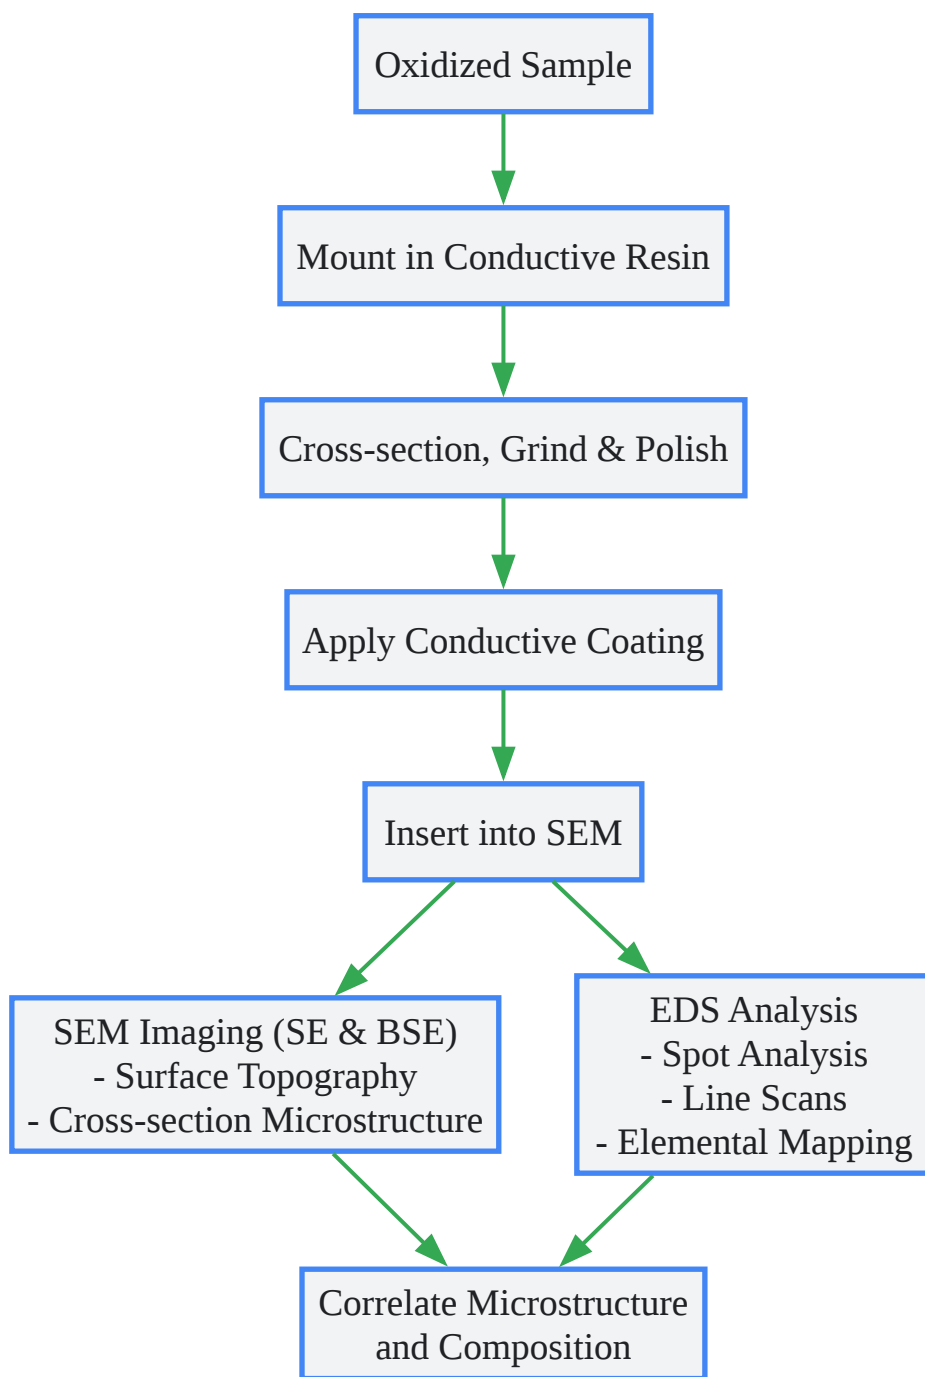 Oxidized Sample
Mount in Conductive Resin
Cross-section, Grind & Polish
Apply Conductive Coating
Insert into SEM
SEM Imaging (SE & BSE)
- Surface Topography
- Cross-section Microstructure
EDS Analysis
- Spot Analysis
- Line Scans
- Elemental Mapping
Correlate Microstructure
and Composition